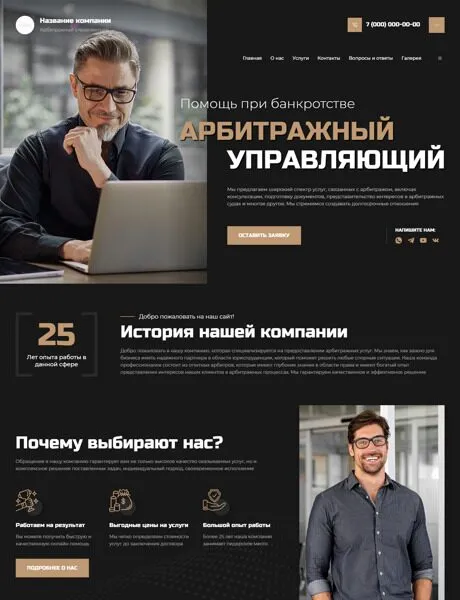 Название компании
Арбитражный управляющий
7 (000) 000-00-00
Главная О нас Услуги Контакты Вопросы и ответы Галерея
Помощь при банкротстве
АРБИТРАЖНЫЙ
УПРАВЛЯЮЩИЙ
Мы предлагаем широкий спектр услуг, связанных с арбитражом, включая
консультации, подготовку документов, представительство интересов в арбитражных
судах и многое другое. Мы стремимся создавать долгосрочные отношения
ОСТАВИТЬ ЗАЯВКУ
НАПИШИТЕ НАМ:
25
Лет опыта работы в
данной сфере
Добро пожаловать на наш сайт!
История нашей компании
Добро пожаловать в нашу компанию, которая специализируется на предоставлении арбитражных услуг. Мы знаем, как важно для
бизнеса иметь надежного партнера в области юриспруденции, который поможет решить любые спорные ситуации. Наша команда
профессионалов состоит из опытных арбитров, которые имеют глубокие знания в области права и имеют богатый опыт
представления интересов наших клиентов в арбитражных процессах. Мы гарантируем качественное и эффективное решение
Почему выбирают нас?
Обращение в нашу компанию гарантирует вам не только высокое качество оказываемых услуг, но и
комплексное решение поставленных задач, индивидуальный подход, своевременное исполнение
Работаем на результат
Вы можете получить быструю и
качественную онлайн-помощь
Выгодные цены на услуги
Мы четко определяем стоимость
услуг до заключения договора
Большой опыт работы
Более 25 лет наша компания
занимает лидирующее место
ПОДРОБНЕЕ О НАС